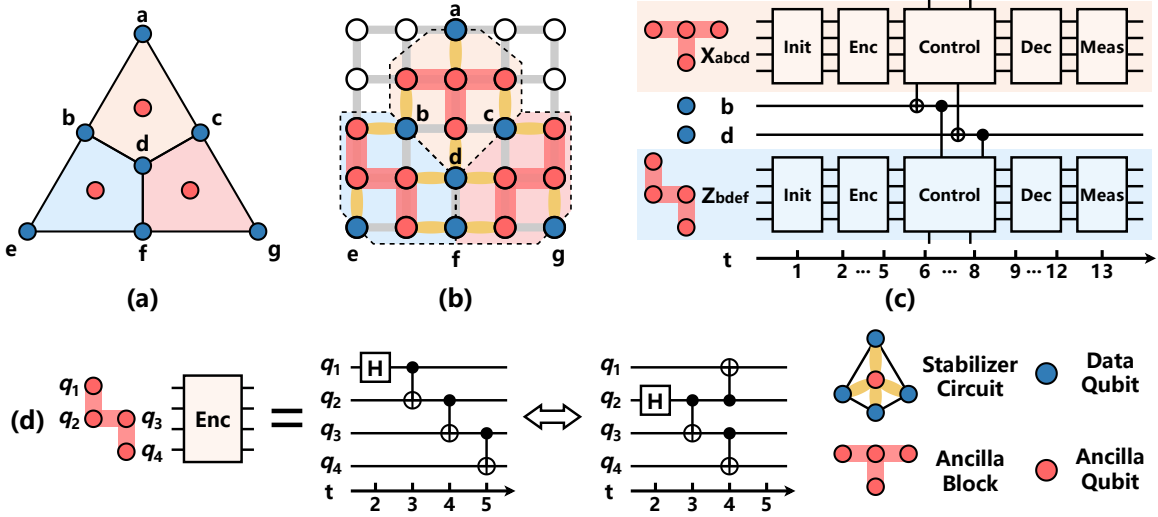 a
b
c
d
e
f
g
(a)
a
b
c
d
e
f
g
(b)
Xabcd
Init
Enc
Control
Dec
Meas
b
d
Zbdef
Init
Enc
Control
Dec
Meas
t
1
2 ··· 5
6 ··· 8
9 ··· 12
13
(c)
(d)
q1
q2
q3
q4
Enc
=
q1
H
q2
q3
q4
t
2 3 4 5
q1
q2
H
q3
q4
t
2 3 4 5
Stabilizer
Circuit
Data
Qubit
Ancilla
Block
Ancilla
Qubit